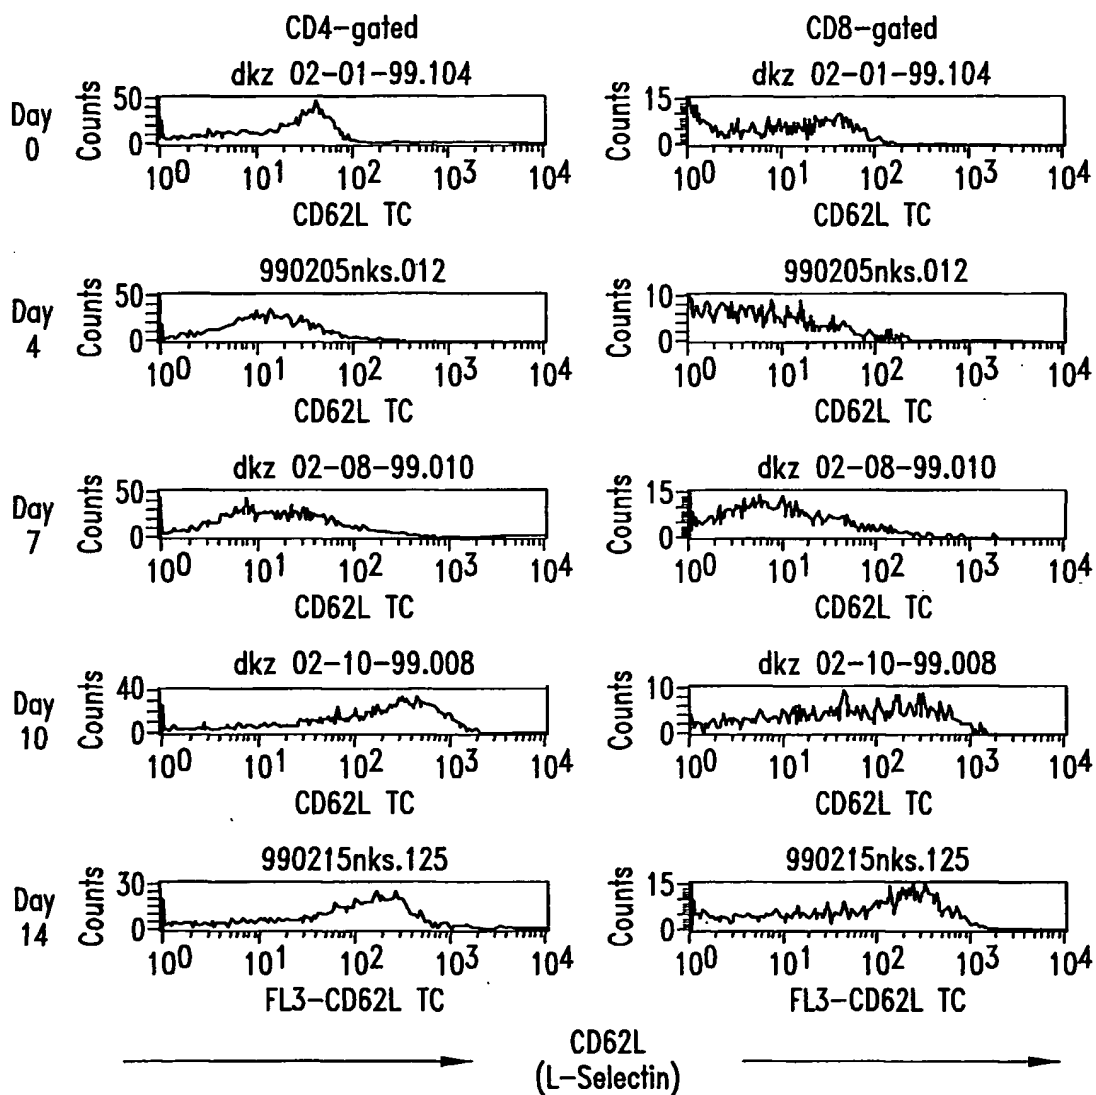 CD4-gated CD8-gated
dkz 02-01-99.104 dkz 02-01-99.104
Day 0
Counts 50 0 Counts 15 0
10⁰ 10¹ 10² 10³ 10⁴ 10⁰ 10¹ 10² 10³ 10⁴
CD62L TC CD62L TC
990205nks.012 990205nks.012
Day 4
Counts 50 0 Counts 10 0
10⁰ 10¹ 10² 10³ 10⁴ 10⁰ 10¹ 10² 10³ 10⁴
CD62L TC CD62L TC
dkz 02-08-99.010 dkz 02-08-99.010
Day 7
Counts 50 0 Counts 15 0
10⁰ 10¹ 10² 10³ 10⁴ 10⁰ 10¹ 10² 10³ 10⁴
CD62L TC CD62L TC
dkz 02-10-99.008 dkz 02-10-99.008
Day 10
Counts 40 0 Counts 10 0
10⁰ 10¹ 10² 10³ 10⁴ 10⁰ 10¹ 10² 10³ 10⁴
CD62L TC CD62L TC
990215nks.125 990215nks.125
Day 14
Counts 30 0 Counts 15 0
10⁰ 10¹ 10² 10³ 10⁴ 10⁰ 10¹ 10² 10³ 10⁴
FL3-CD62L TC FL3-CD62L TC
CD62L
(L-Selectin)